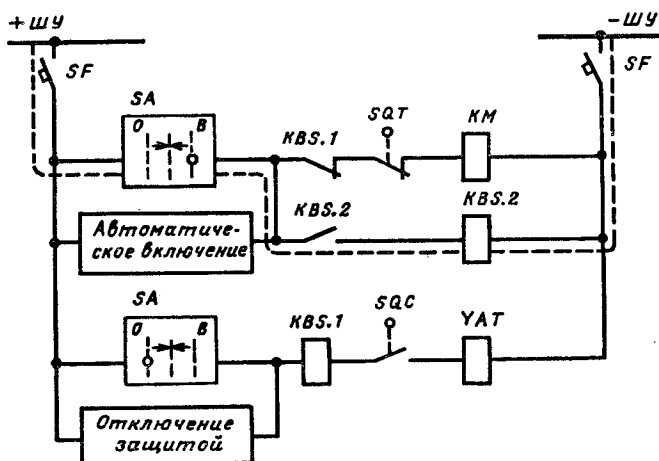 +ШУ
-ШУ
SF
SF
SA
О В
KBS.1
SQT
KM
KBS.2
KBS.2
Автоматиче-
ское включение
SA
О В
KBS.1
SQC
YAT
Отключение
защитой